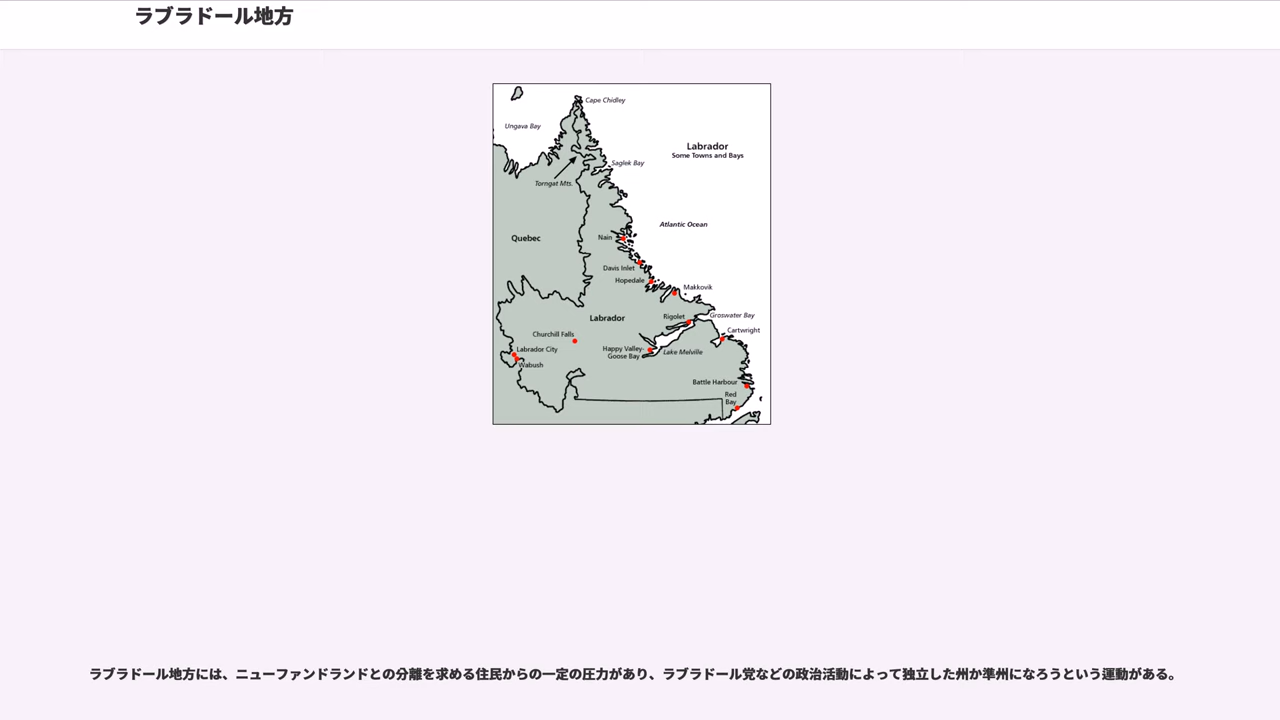 ラブラドール地方
Cape Chidley
Ungava Bay
Labrador
Some Towns and Bays
Saglek Bay
Torngat Mts.
Atlantic Ocean
Quebec
Nain
Davis Inlet
Hopedale
Makkovik
Labrador
Rigolet
Groswater Bay
Cartwright
Churchill Falls
Labrador City
Happy Valley-
Goose Bay
Lake Melville
Wabush
Battle Harbour
Red
Bay
ラブラドール地方には、ニューファンドランドとの分離を求める住民からの一定の圧力があり、ラブラドール党などの政治活動によって独立した州か準州になろうという運動がある。